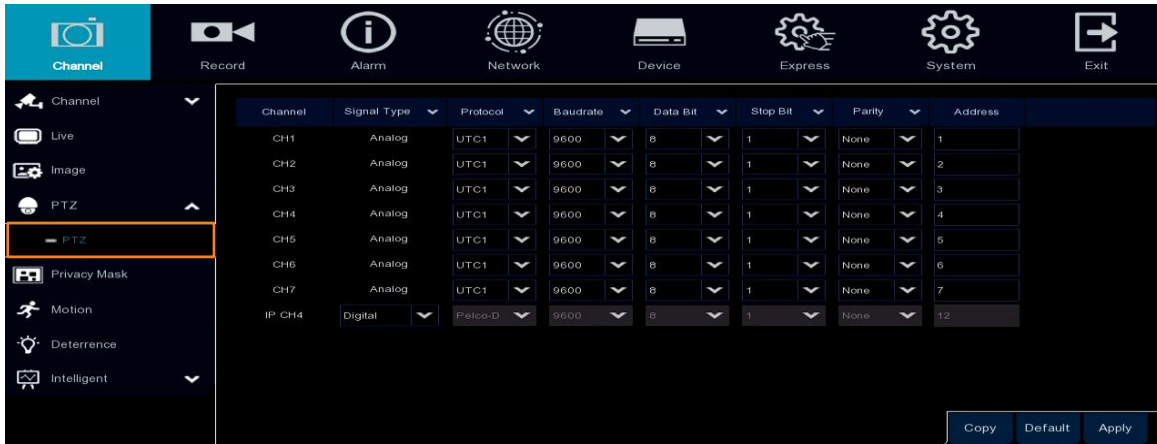 Channel Record Alarm Network Device Express System Exit
Channel
Live
Image
PTZ
PTZ
Privacy Mask
Motion
Deterrence
Intelligent
Channel Signal Type Protocol Baudrate Data Bit Stop Bit Parity Address
CH1 Analog UTC1 9600 8 1 None 1
CH2 Analog UTC1 9600 8 1 None 2
CH3 Analog UTC1 9600 8 1 None 3
CH4 Analog UTC1 9600 8 1 None 4
CH5 Analog UTC1 9600 8 1 None 5
CH6 Analog UTC1 9600 8 1 None 6
CH7 Analog UTC1 9600 8 1 None 7
IP CH4 Digital Pelco-D 9600 8 1 None 12
Copy Default Apply